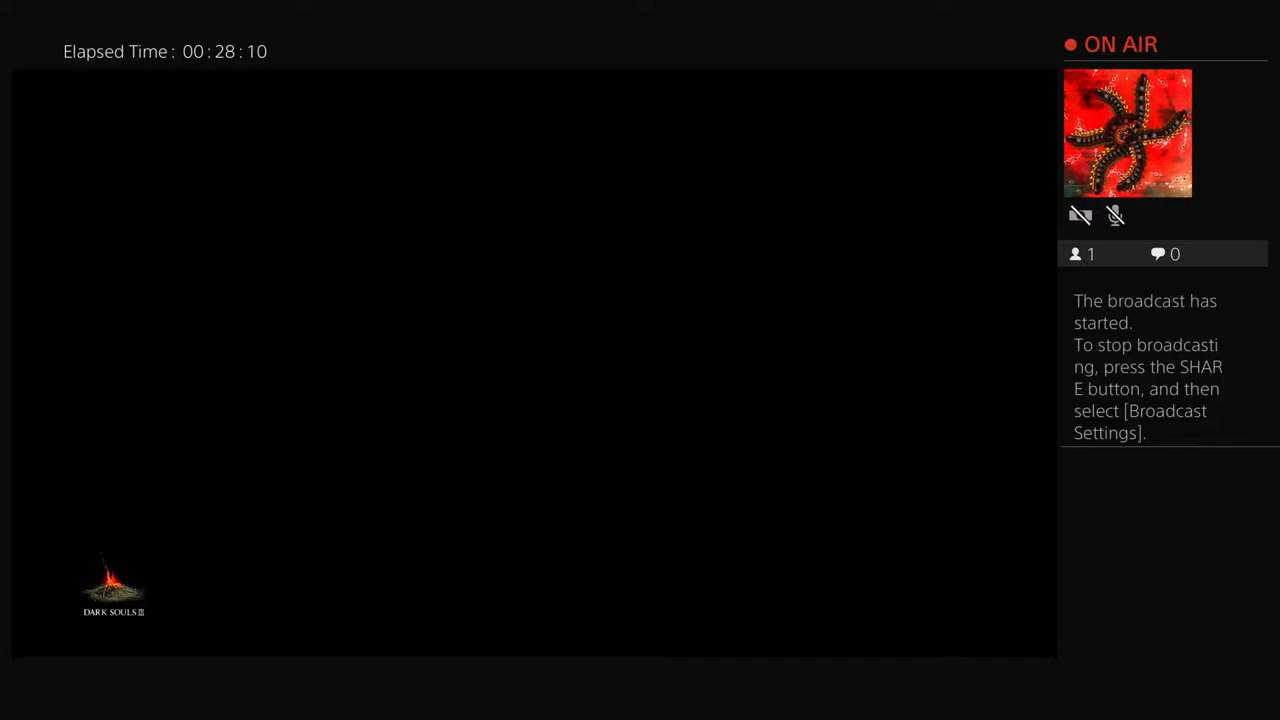 Elapsed Time : 00 : 28 : 10
ON AIR
1
0
The broadcast has
started.
To stop broadcasti
ng, press the SHAR
E button, and then
select [Broadcast
Settings].
DARK SOULS III